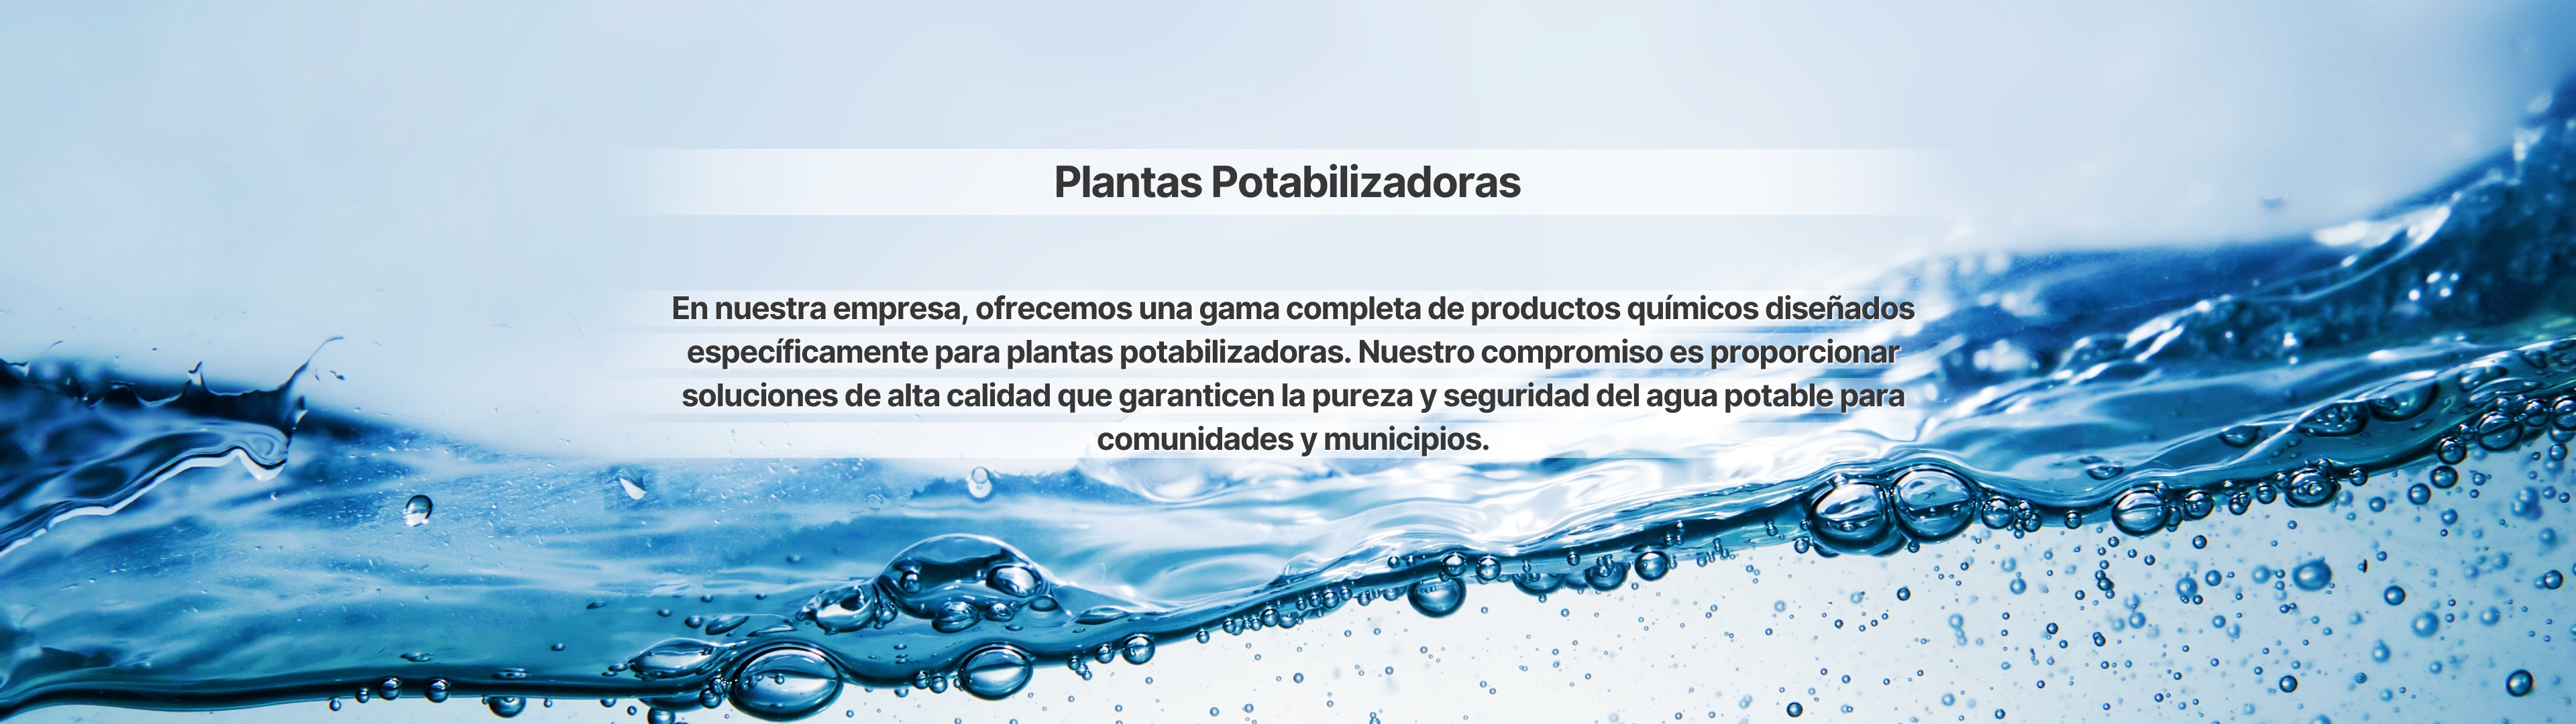 Plantas Potabilizadoras
En nuestra empresa, ofrecemos una gama completa de productos químicos diseñados
específicamente para plantas potabilizadoras. Nuestro compromiso es proporcionar
soluciones de alta calidad que garanticen la pureza y seguridad del agua potable para
comunidades y municipios.